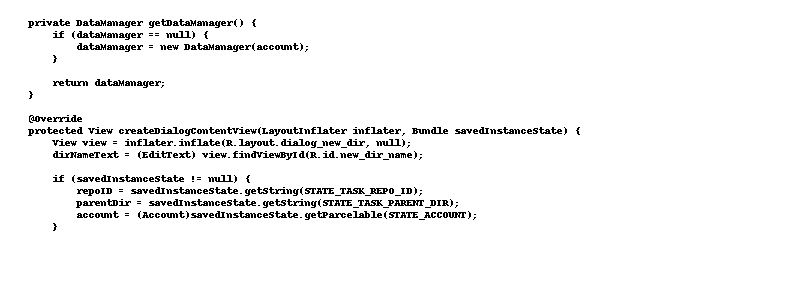 private DataManager getDataManager() {
    if (dataManager == null) {
        dataManager = new DataManager(account);
    }

    return dataManager;
}

@Override
protected View createDialogContentView(LayoutInflater inflater, Bundle savedInstanceState) {
    View view = inflater.inflate(R.layout.dialog_new_dir, null);
    dirNameText = (EditText) view.findViewById(R.id.new_dir_name);

    if (savedInstanceState != null) {
        repoID = savedInstanceState.getString(STATE_TASK_REPO_ID);
        parentDir = savedInstanceState.getString(STATE_TASK_PARENT_DIR);
        account = (Account)savedInstanceState.getParcelable(STATE_ACCOUNT);
    }